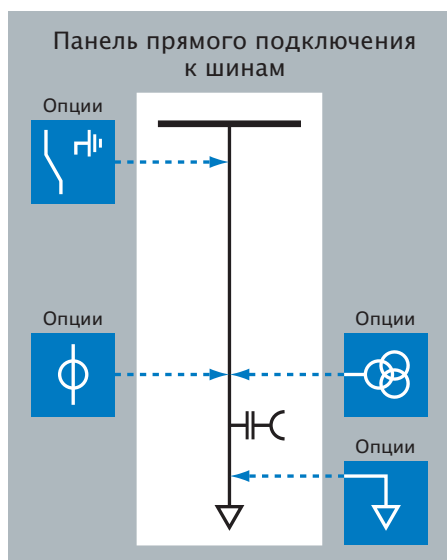 Панель прямого подключения
к шинам
Опции
Опции
Опции
Опции